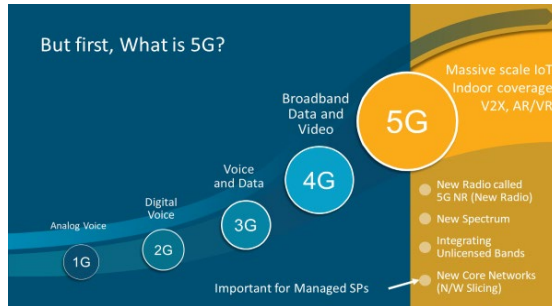 But first, What is 5G?
Analog Voice
1G
Digital
Voice
2G
Voice
and Data
3G
Broadband
Data and
Video
4G
5G
Massive scale IoT
Indoor coverage
V2X, AR/VR
New Radio called
5G NR (New Radio)
New Spectrum
Integrating
Unlicensed Bands
New Core Networks
(N/W Slicing)
Important for Managed SPs